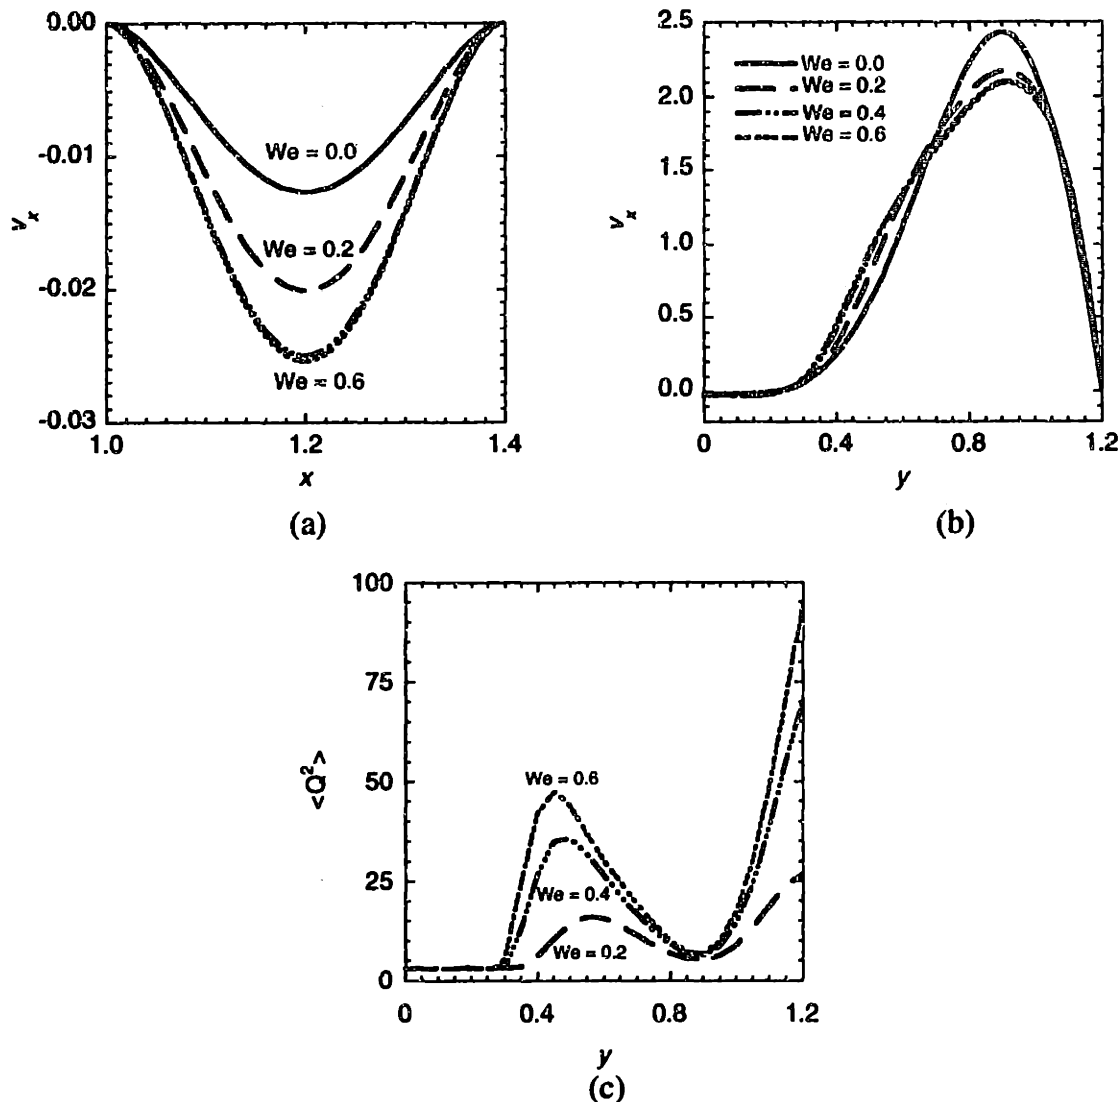 (a)
0.00
-0.01
-0.02
-0.03
v_x
We = 0.0
We = 0.2
We = 0.6
1.0
1.2
1.4
x
(a)
(b)
2.5
2.0
1.5
1.0
0.5
0.0
v_x
We = 0.0
We = 0.2
We = 0.4
We = 0.6
0
0.4
0.8
1.2
y
(b)
100
75
50
25
0
<Q²>
We = 0.6
We = 0.4
We = 0.2
0
0.4
0.8
1.2
y
(c)